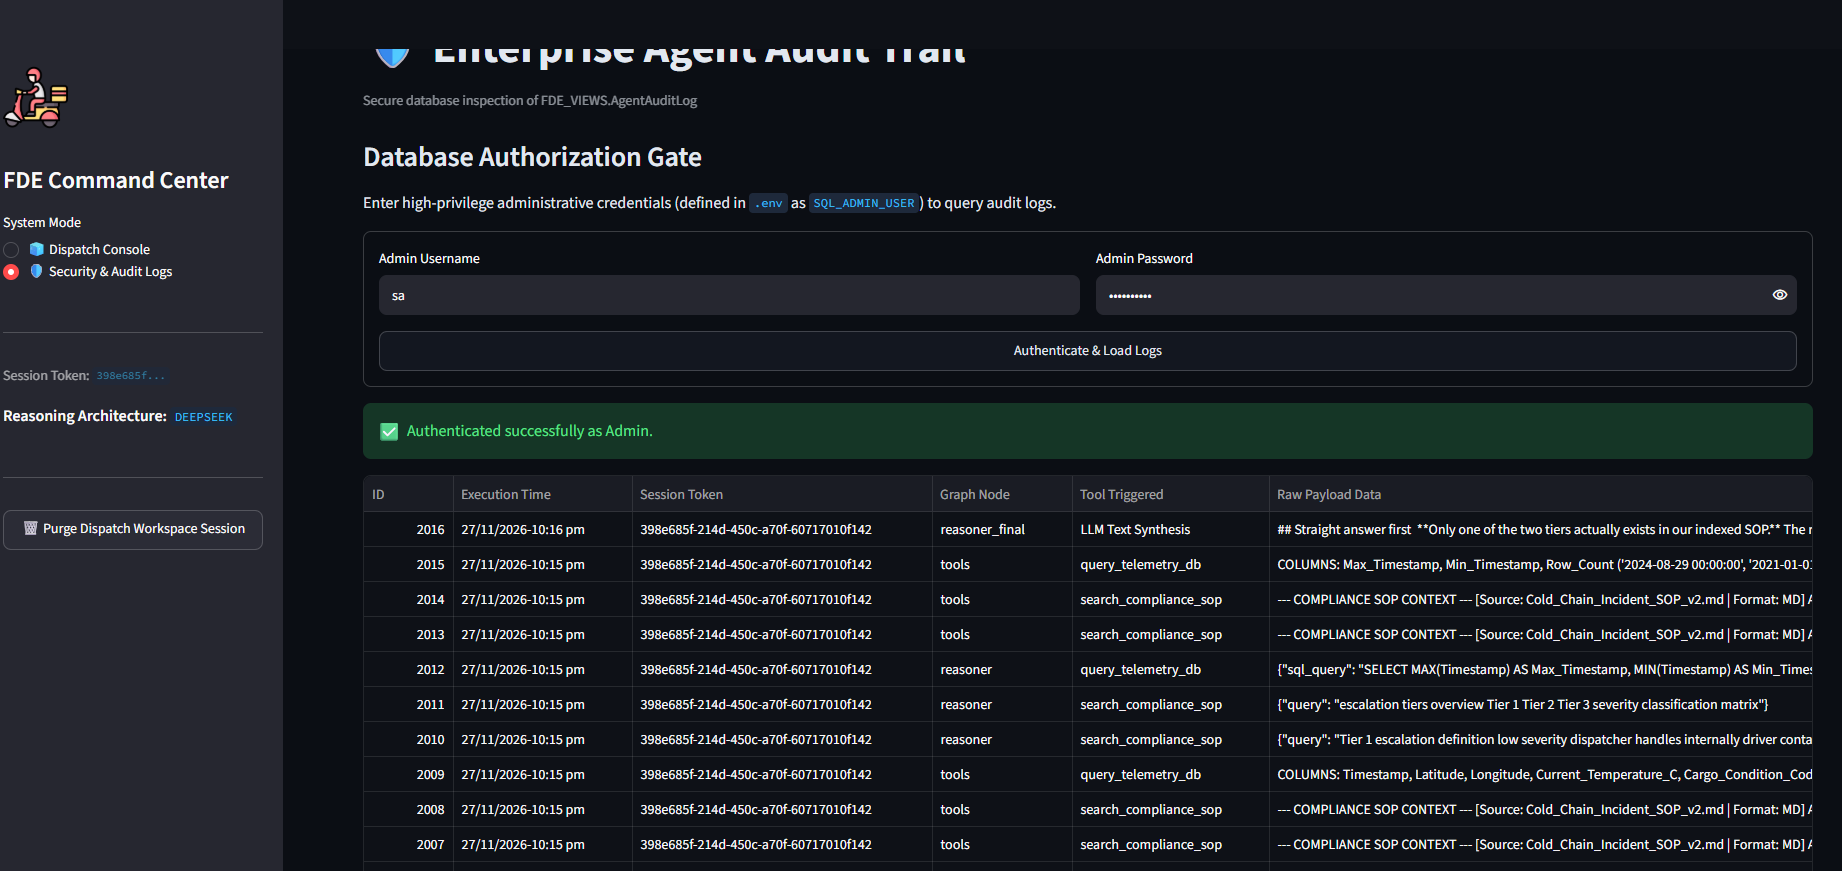 Enterprise Agent Audit Trail
Secure database inspection of FDE_VIEWS.AgentAuditLog
FDE Command Center
System Mode
Dispatch Console
Security & Audit Logs
Session Token: 398e685f...
Reasoning Architecture: DEEPSEEK
Purge Dispatch Workspace Session
Database Authorization Gate
Enter high-privilege administrative credentials (defined in .env as SQL_ADMIN_USER) to query audit logs.
Admin Username Admin Password
sa ••••••••••
Authenticate & Load Logs
Authenticated successfully as Admin.
ID Execution Time Session Token Graph Node Tool Triggered Raw Payload Data
2016 27/11/2026-10:16 pm 398e685f-214d-450c-a70f-60717010f142 reasoner_final LLM Text Synthesis ## Straight answer first **Only one of the two tiers actually exists in our indexed SOP.** The
2015 27/11/2026-10:15 pm 398e685f-214d-450c-a70f-60717010f142 tools query_telemetry_db COLUMNS: Max_Timestamp, Min_Timestamp, Row_Count ('2024-08-29 00:00:00', '2021-01-01
2014 27/11/2026-10:15 pm 398e685f-214d-450c-a70f-60717010f142 tools search_compliance_sop --- COMPLIANCE SOP CONTEXT --- [Source: Cold_Chain_Incident_SOP_v2.md | Format: MD]
2013 27/11/2026-10:15 pm 398e685f-214d-450c-a70f-60717010f142 tools search_compliance_sop --- COMPLIANCE SOP CONTEXT --- [Source: Cold_Chain_Incident_SOP_v2.md | Format: MD]
2012 27/11/2026-10:15 pm 398e685f-214d-450c-a70f-60717010f142 reasoner query_telemetry_db {"sql_query": "SELECT MAX(Timestamp) AS Max_Timestamp, MIN(Timestamp) AS Min_Times
2011 27/11/2026-10:15 pm 398e685f-214d-450c-a70f-60717010f142 reasoner search_compliance_sop {"query": "escalation tiers overview Tier 1 Tier 2 Tier 3 severity classification matrix"}
2010 27/11/2026-10:15 pm 398e685f-214d-450c-a70f-60717010f142 reasoner search_compliance_sop {"query": "Tier 1 escalation definition low severity dispatcher handles internally driver conta
2009 27/11/2026-10:15 pm 398e685f-214d-450c-a70f-60717010f142 tools query_telemetry_db COLUMNS: Timestamp, Latitude, Longitude, Current_Temperature_C, Cargo_Condition_Cod
2008 27/11/2026-10:15 pm 398e685f-214d-450c-a70f-60717010f142 tools search_compliance_sop --- COMPLIANCE SOP CONTEXT --- [Source: Cold_Chain_Incident_SOP_v2.md | Format: MD]
2007 27/11/2026-10:15 pm 398e685f-214d-450c-a70f-60717010f142 tools search_compliance_sop --- COMPLIANCE SOP CONTEXT --- [Source: Cold_Chain_Incident_SOP_v2.md | Format: MD]